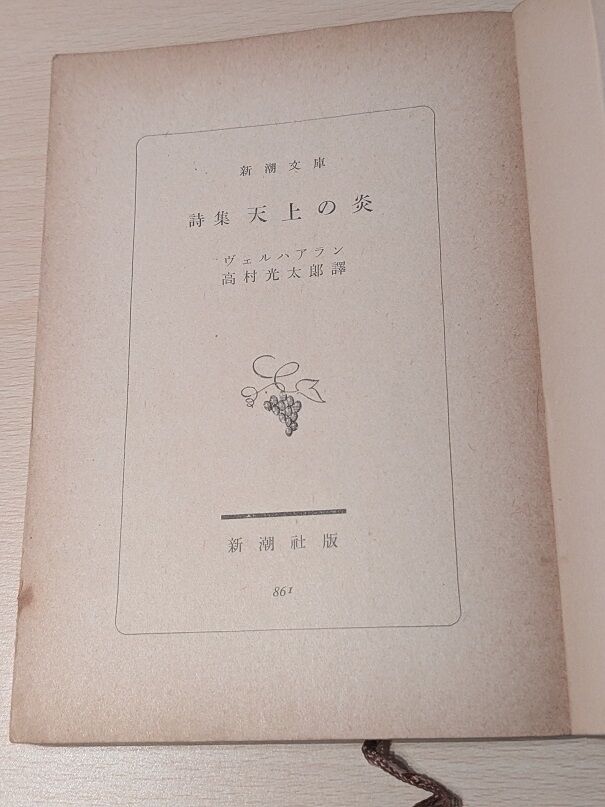 新潮文庫
詩集 天上の炎
ヴェルハアラン
高村光太郎譯
新潮社版
861